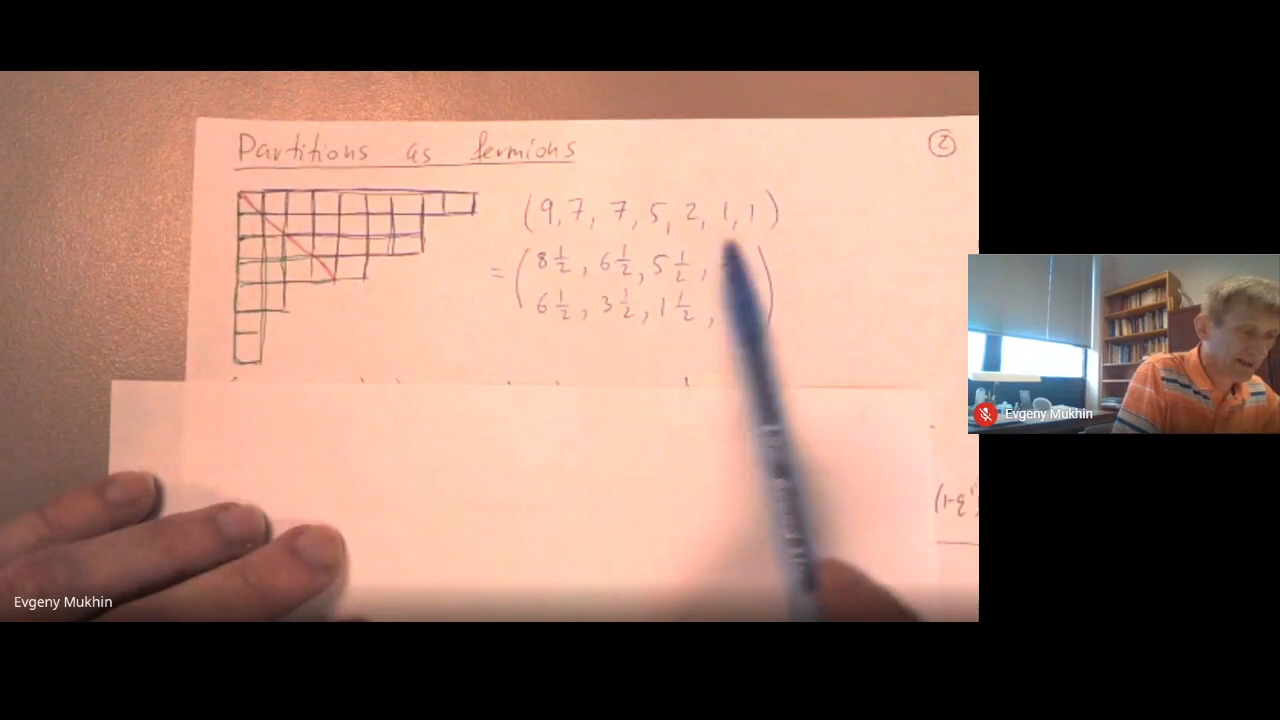 Partitions as fermions
②
(9, 7, 7, 5, 2, 1, 1)
= ( 8 1/2, 6 1/2, 5 1/2,
6 1/2, 3 1/2, 1 1/2, )
(1-q
Evgeny Mukhin
Evgeny Mukhin